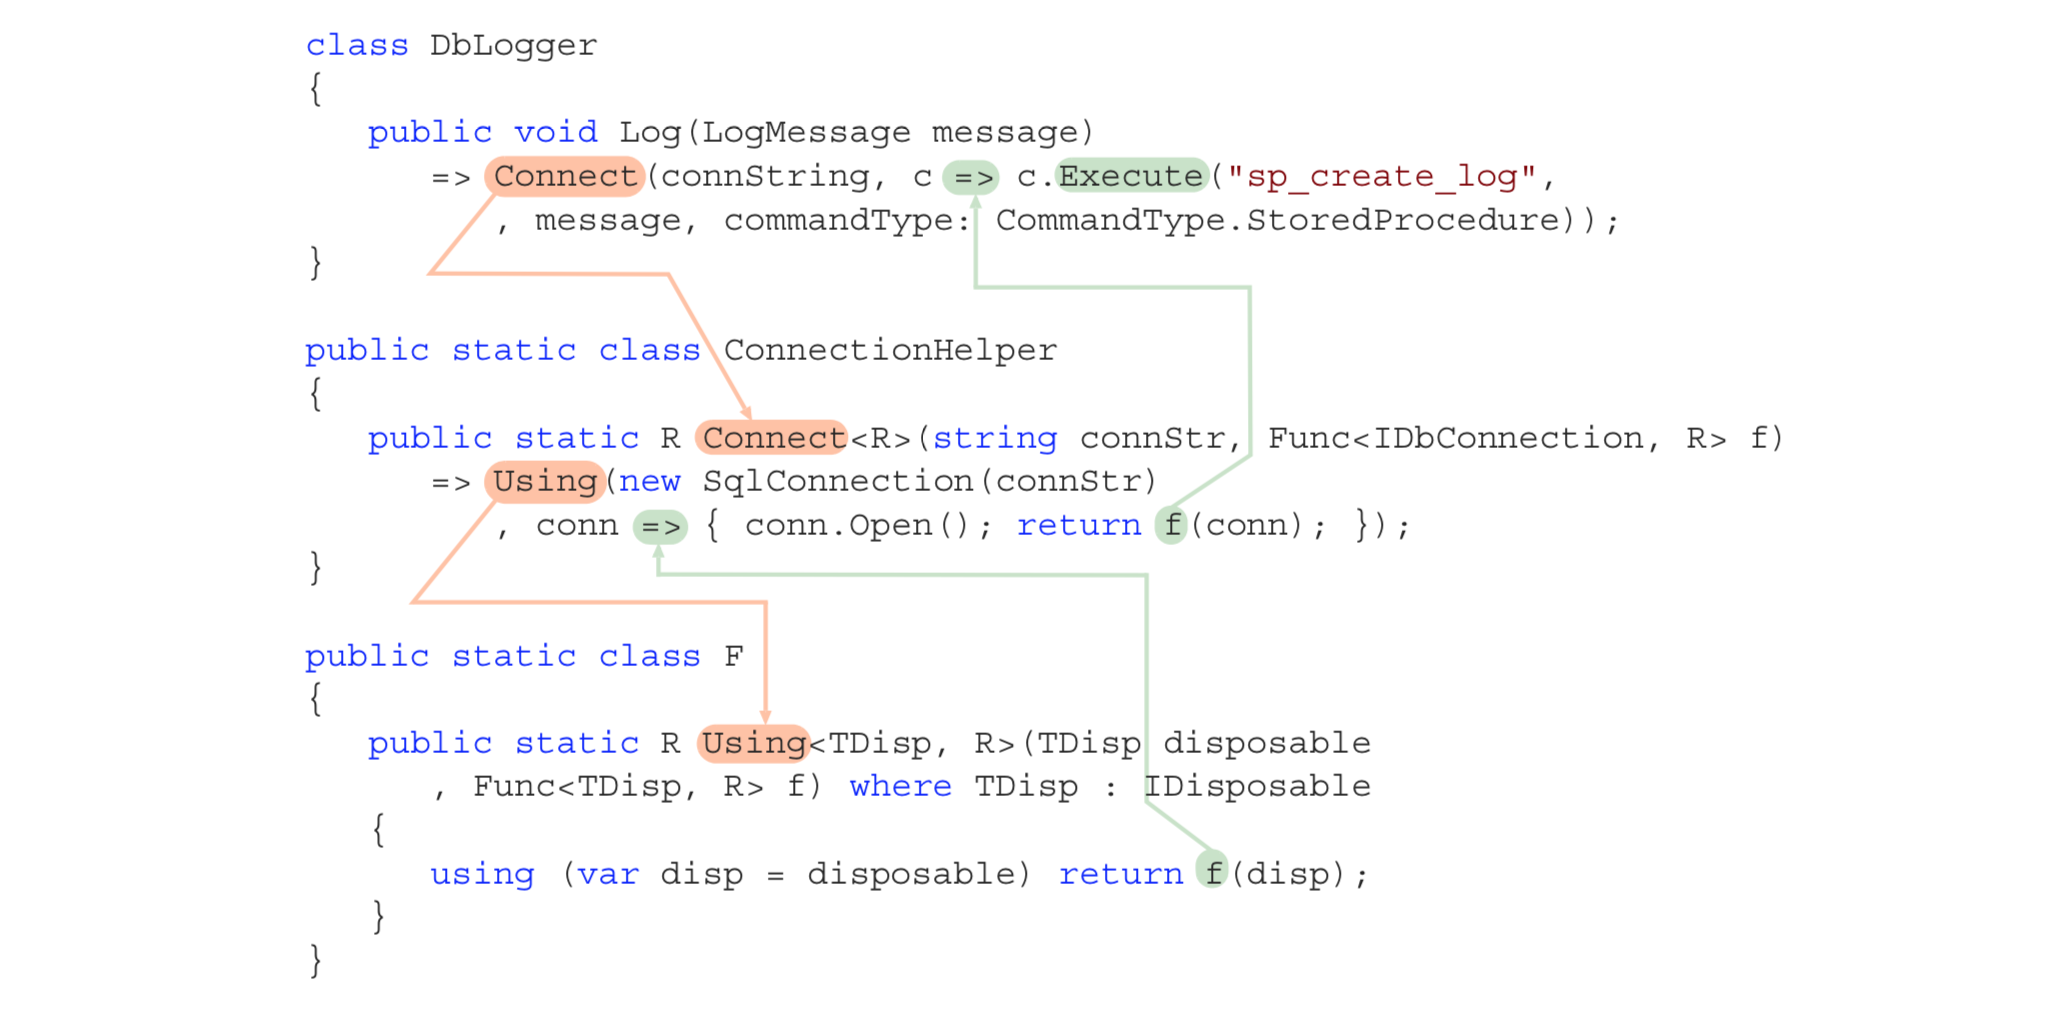 class DbLogger
{
public void Log(LogMessage message)
=> Connect(connString, c => c.Execute("sp_create_log",
, message, commandType: CommandType.StoredProcedure));
}
public static class ConnectionHelper
{
public static R Connect<R>(string connStr, Func<IDbConnection, R> f)
=> Using(new SqlConnection(connStr)
, conn => { conn.Open(); return f(conn); });
}
public static class F
{
public static R Using<TDisp, R>(TDisp disposable
, Func<TDisp, R> f) where TDisp : IDisposable
{
using (var disp = disposable) return f(disp);
}
}